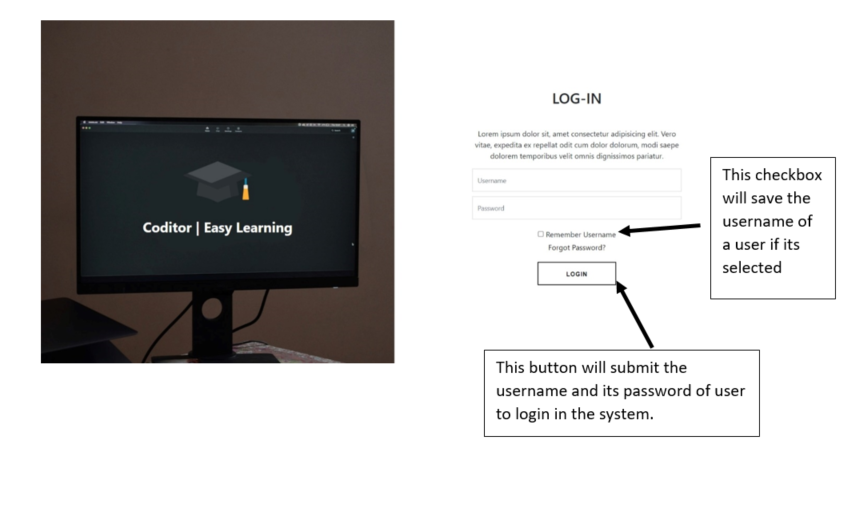 Coditor | Easy Learning
LOG-IN
Lorem ipsum dolor sit, amet consectetur adipisicing elit. Vero
vitae, expedita ex repellat odit cum dolor dolorum, modi saepe
dolorem temporibus velit omnis dignissimos pariatur.
Username
Password
Remember Username
Forgot Password?
LOGIN
This checkbox
will save the
username of
a user if its
selected
This button will submit the
username and its password of user
to login in the system.